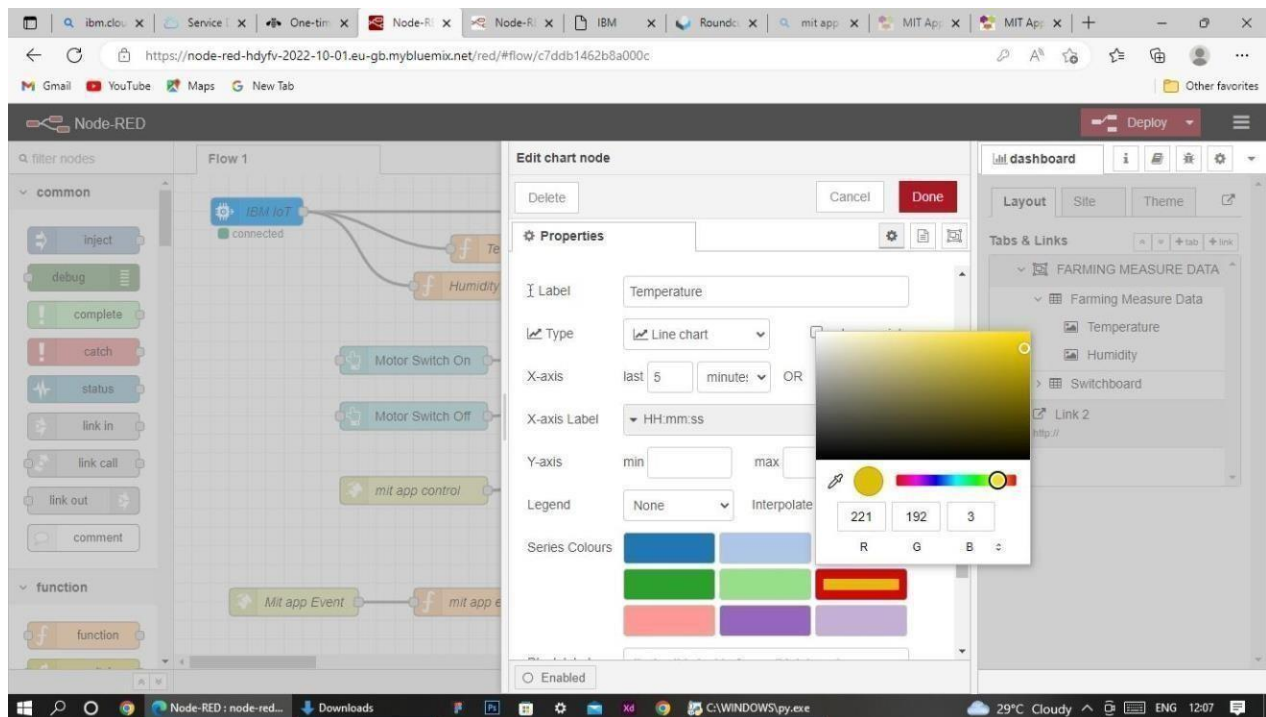 ibm.clou
Service I
One-tim
Node-RE
Node-RE
IBM
Roundc
mit app
MIT App
MIT App
https://node-red-hdyfv-2022-10-01.eu-gb.mybluemix.net/red/#flow/c7ddb1462b8a000c
Gmail YouTube Maps New Tab Other favorites
Node-RED Deploy
filter nodes
common
inject
debug
complete
catch
status
link in
link call
link out
comment
function
function
Flow 1
IBM IoT
connected
Te
Humidity
Motor Switch On
Motor Switch Off
mit app control
Mit app Event
mit app e
Edit chart node
Delete Cancel Done
Properties
Label Temperature
Type Line chart
X-axis last 5 minutes OR
X-axis Label HH:mm:ss
Y-axis min max
Legend None Interpolate
Series Colours
221 192 3
R G B
Enabled
dashboard i
Layout Site Theme
Tabs & Links +tab +link
FARMING MEASURE DATA
Farming Measure Data
Temperature
Humidity
Switchboard
Link 2
http://
Node-RED : node-red... Downloads Ps Xd C:\WINDOWS\py.exe 29°C Cloudy ENG 12:07